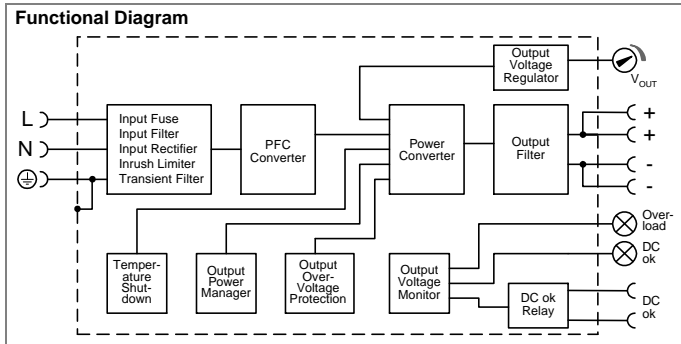 Functional Diagram
Output
Voltage
Regulator
VOUT
L
N
Input Fuse
Input Filter
Input Rectifier
Inrush Limiter
Transient Filter
PFC
Converter
Power
Converter
Output
Filter
+
+
-
-
Temper-
ature
Shut-
down
Output
Power
Manager
Output
Over-
Voltage
Protection
Output
Voltage
Monitor
DC ok
Relay
Over-
load
DC
ok
DC
ok